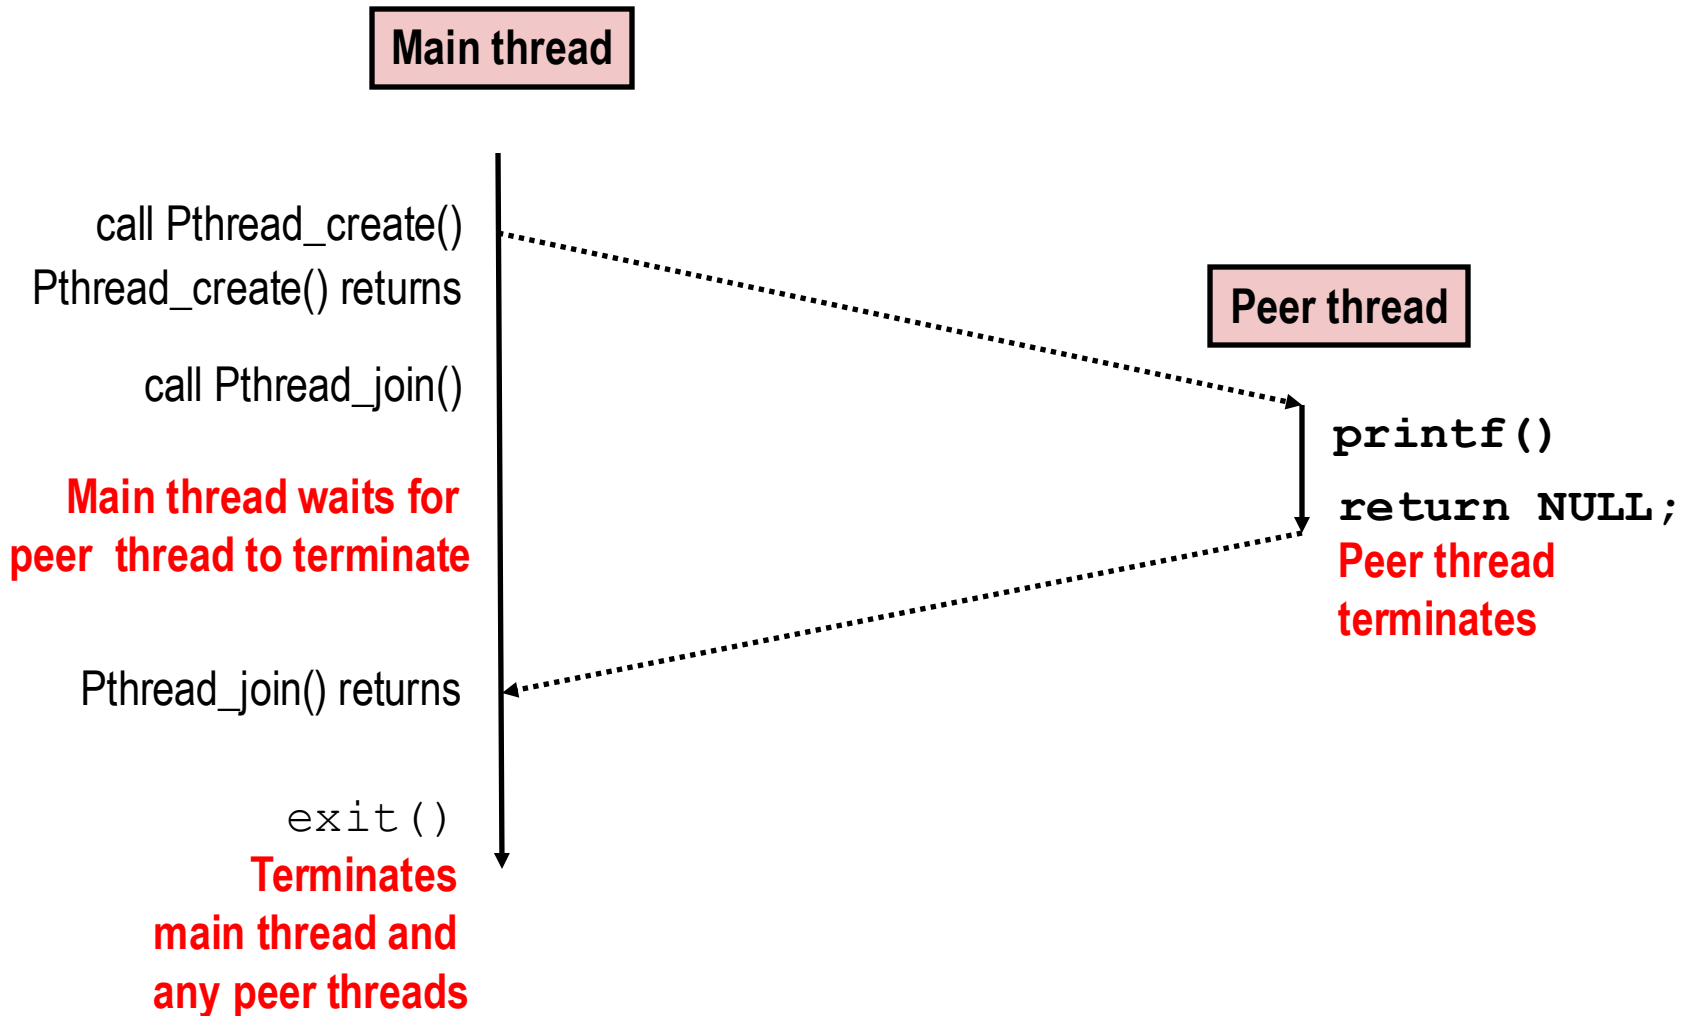 Main thread
call Pthread_create()
Pthread_create() returns
call Pthread_join()
Main thread waits for
peer thread to terminate
Pthread_join() returns
exit()
Terminates
main thread and
any peer threads
Peer thread
printf()
return NULL;
Peer thread
terminates